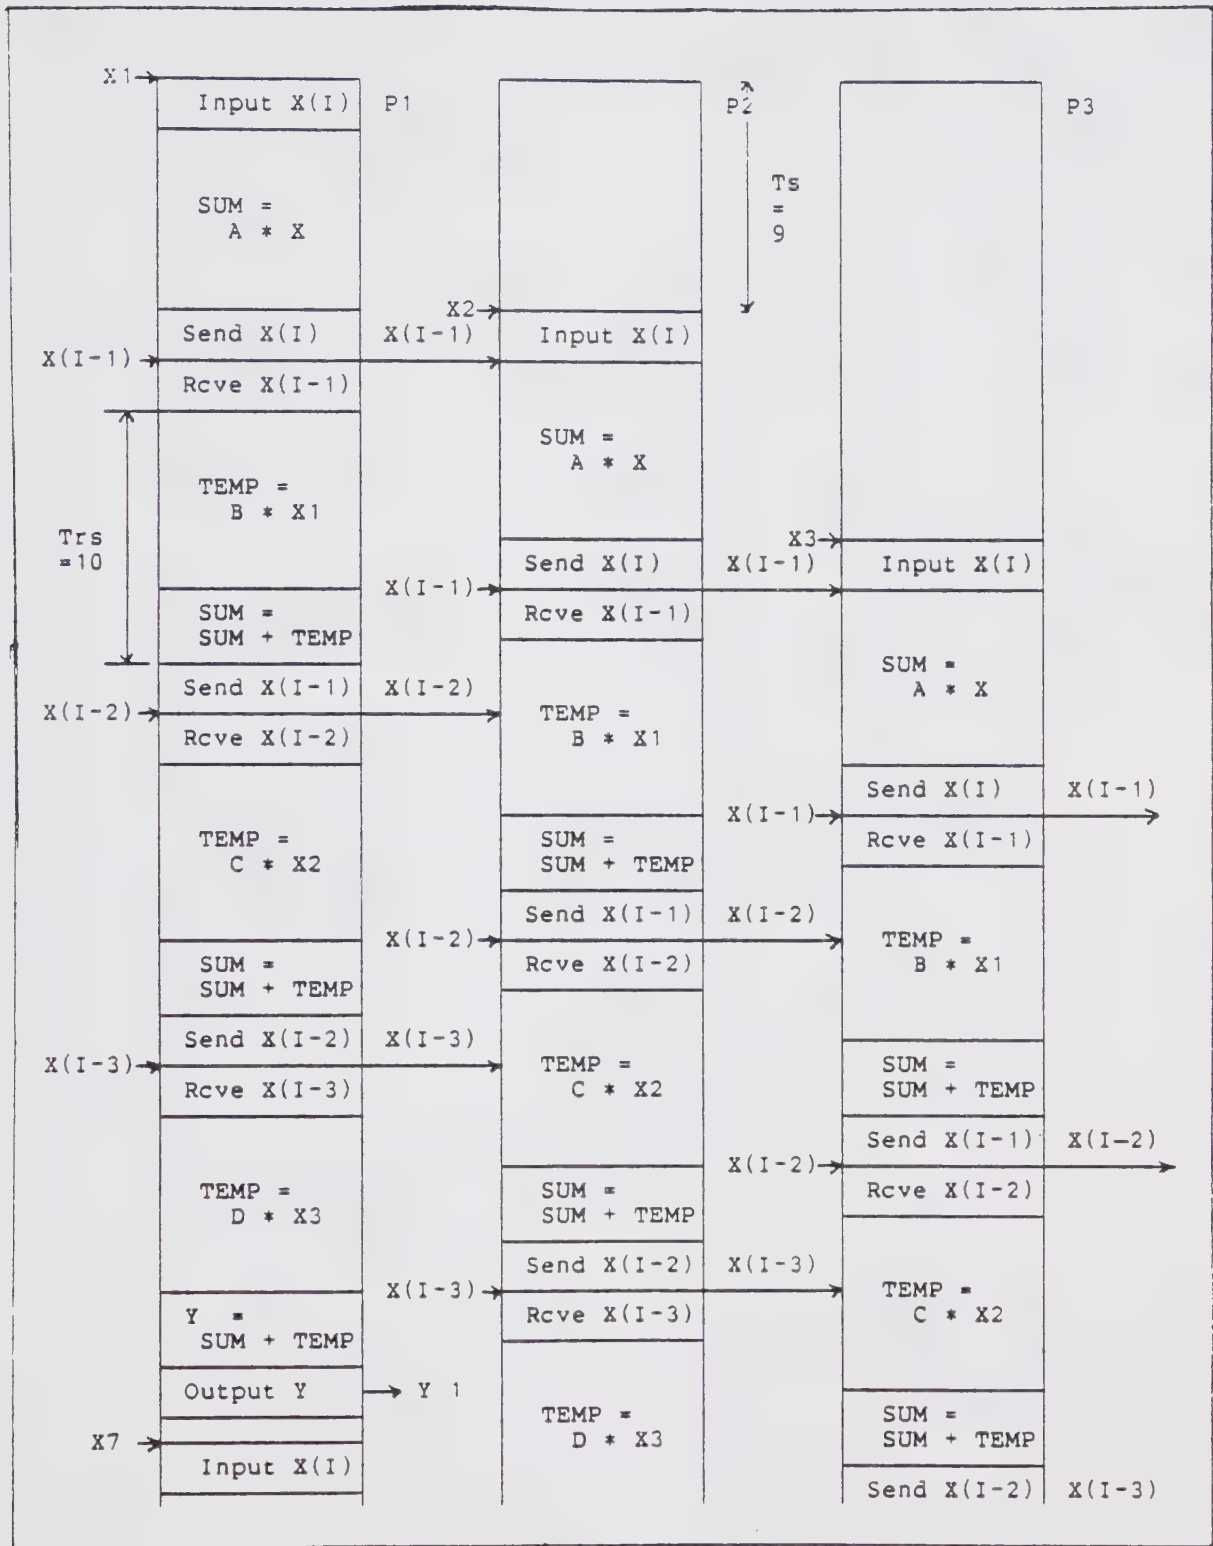 X1
Input X(I)
P1
P2
P3
Ts
=
9
SUM =
A * X
X2
Send X(I)
X(I-1)
Input X(I)
X(I-1)
Rcve X(I-1)
SUM =
A * X
TEMP =
B * X1
Trs
=10
X3
Send X(I)
X(I-1)
Input X(I)
X(I-1)
Rcve X(I-1)
SUM =
SUM + TEMP
SUM =
A * X
Send X(I-1)
X(I-2)
X(I-2)
Rcve X(I-2)
TEMP =
B * X1
Send X(I)
X(I-1)
X(I-1)
Rcve X(I-1)
TEMP =
C * X2
SUM =
SUM + TEMP
Send X(I-1)
X(I-2)
X(I-2)
Rcve X(I-2)
TEMP =
B * X1
SUM =
SUM + TEMP
Send X(I-2)
X(I-3)
X(I-3)
Rcve X(I-3)
TEMP =
C * X2
SUM =
SUM + TEMP
Send X(I-1)
X(I-2)
X(I-2)
Rcve X(I-2)
TEMP =
D * X3
SUM =
SUM + TEMP
Send X(I-2)
X(I-3)
X(I-3)
Rcve X(I-3)
TEMP =
C * X2
Y =
SUM + TEMP
Output Y
Y 1
TEMP =
D * X3
SUM =
SUM + TEMP
X7
Input X(I)
Send X(I-2)
X(I-3)